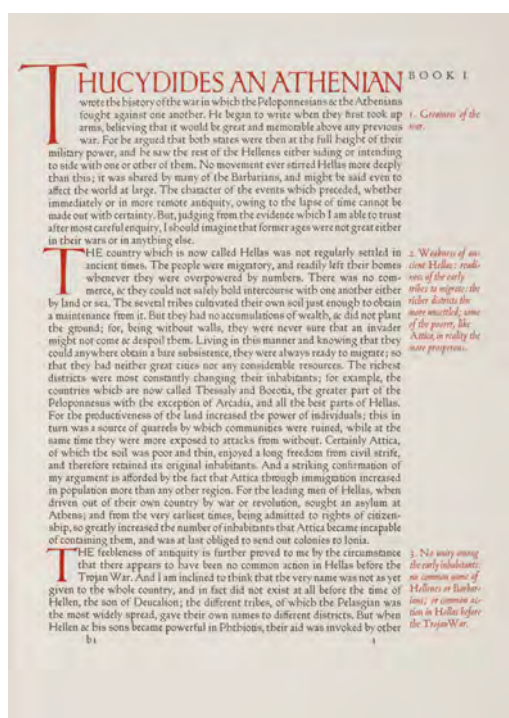 THUCYDIDES AN ATHENIAN
BOOK I
wrote the history of the war in which the Peloponnesians & the Athenians
fought against one another. He began to write when they first took up
arms, believing that it would be great and memorable above any previous
war. For he argued that both states were then at the full height of their
military power, and he saw the rest of the Hellenes either siding or intending
to side with one or other of them. No movement ever stirred Hellas more deeply
than this; it was shared by many of the Barbarians, and might be said even to
affect the world at large. The character of the events which preceded, whether
immediately or in more remote antiquity, owing to the lapse of time cannot be
made out with certainty. But, judging from the evidence which I am able to trust
after most careful enquiry, I should imagine that former ages were not great either
in their wars or in anything else.
1. Greatness of the
war.
THE country which is now called Hellas was not regularly settled in
ancient times. The people were migratory, and readily left their homes
whenever they were overpowered by numbers. There was no com-
merce, & they could not safely hold intercourse with one another either
by land or sea. The several tribes cultivated their own soil just enough to obtain
a maintenance from it. But they had no accumulations of wealth, & did not plant
the ground; for, being without walls, they were never sure that an invader
might not come & despoil them. Living in this manner and knowing that they
could anywhere obtain a bare subsistence, they were always ready to migrate; so
that they had neither great cities nor any considerable resources. The richest
districts were most constantly changing their inhabitants; for example, the
countries which are now called Thessaly and Boeotia, the greater part of the
Peloponnesus with the exception of Arcadia, and all the best parts of Hellas.
For the productiveness of the land increased the power of individuals; this in
turn was a source of quarrels by which communities were ruined, while at the
same time they were more exposed to attacks from without. Certainly Attica,
of which the soil was poor and thin, enjoyed a long freedom from civil strife,
and therefore retained its original inhabitants. And a striking confirmation of
my argument is afforded by the fact that Attica through immigration increased
in population more than any other region. For the leading men of Hellas, when
driven out of their own country by war or revolution, sought an asylum at
Athens; and from the very earliest times, being admitted to rights of citizen-
ship, so greatly increased the number of inhabitants that Attica became incapable
of containing them, and was at last obliged to send out colonies to Ionia.
2. Weakness of an-
cient Hellas: readi-
ness of the early
tribes to migrate: the
richer districts the
more unsettled; some
of the poorer, like
Attica, in reality the
more prosperous.
THE feebleness of antiquity is further proved to me by the circumstance
that there appears to have been no common action in Hellas before the
Trojan War. And I am inclined to think that the very name was not as yet
given to the whole country, and in fact did not exist at all before the time of
Hellen, the son of Deucalion; the different tribes, of which the Pelasgian was
the most widely spread, gave their own names to different districts. But when
Hellen & his sons became powerful in Phthiotis, their aid was invoked by other
3. No unity among
the early inhabitants:
no common name of
Hellenes or Barbar-
ians; or common ac-
tion in Hellas before
the Trojan War.
b1
1